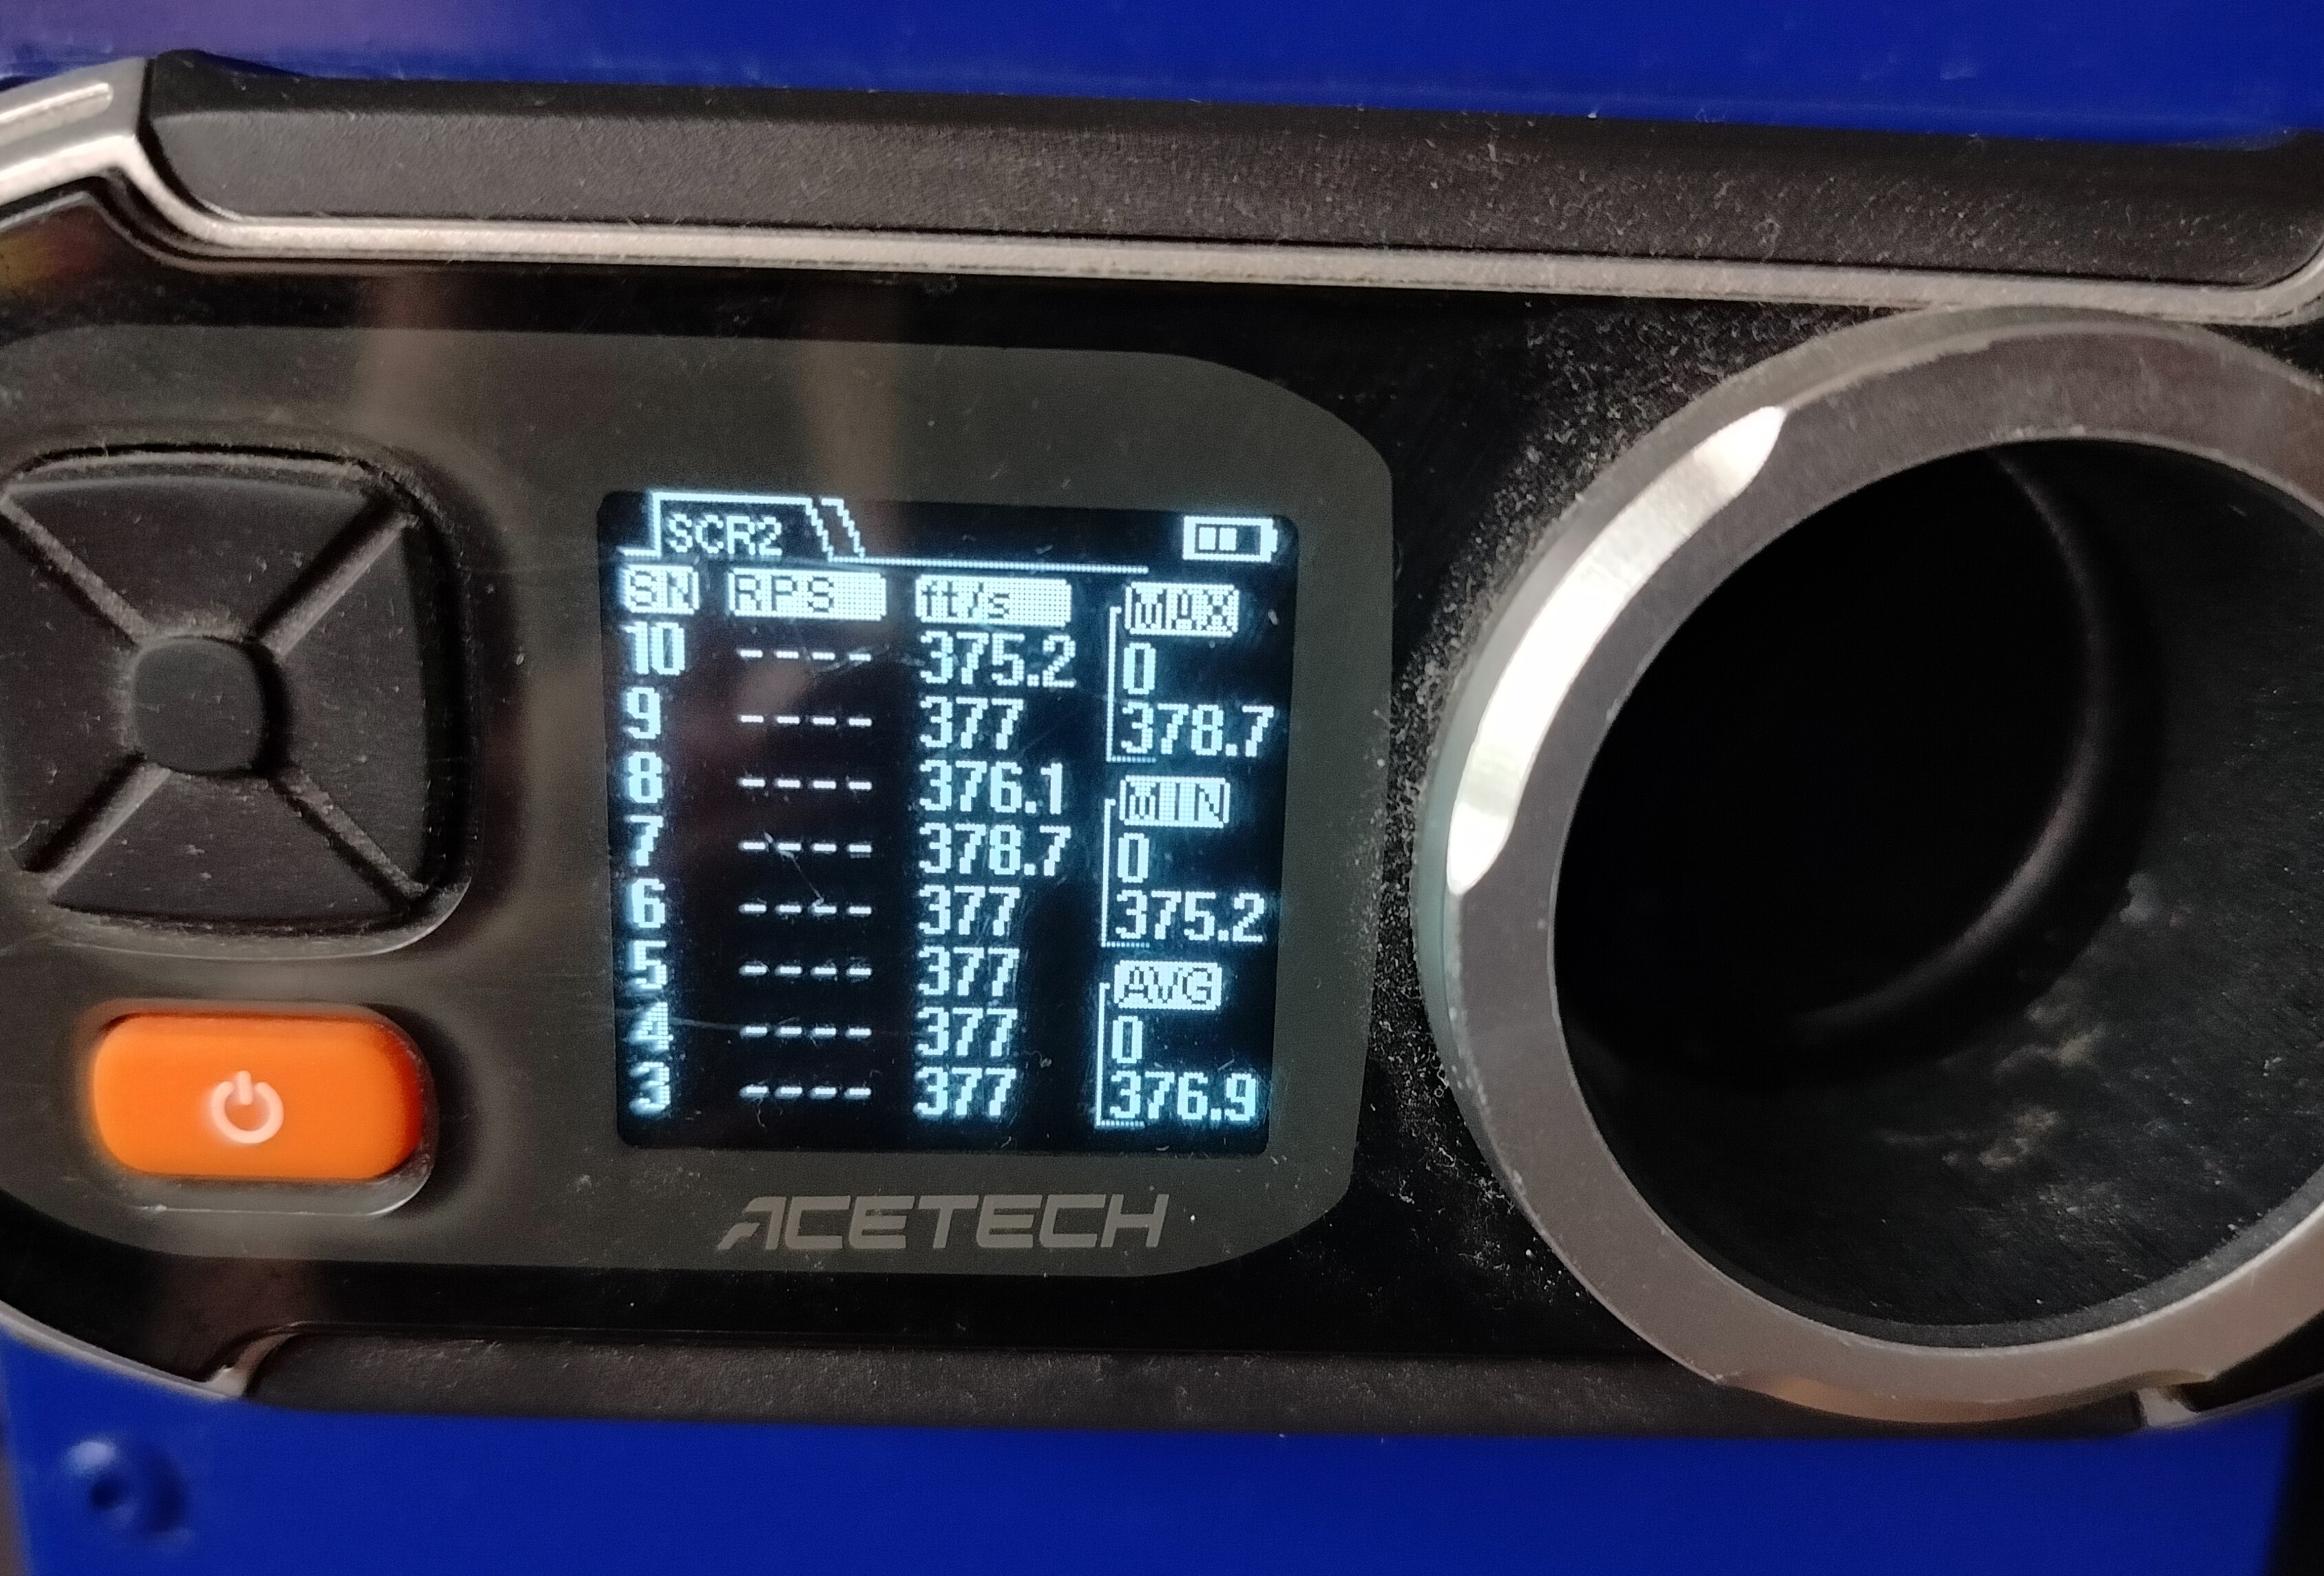 SCR2
SN RPS ft/s MAX
10 ---- 375.2 0
9 ---- 377 378.7
8 ---- 376.1 MIN
7 ---- 378.7 0
6 ---- 377 375.2
5 ---- 377 AVG
4 ---- 377 0
3 ---- 377 376.9
ACETECH